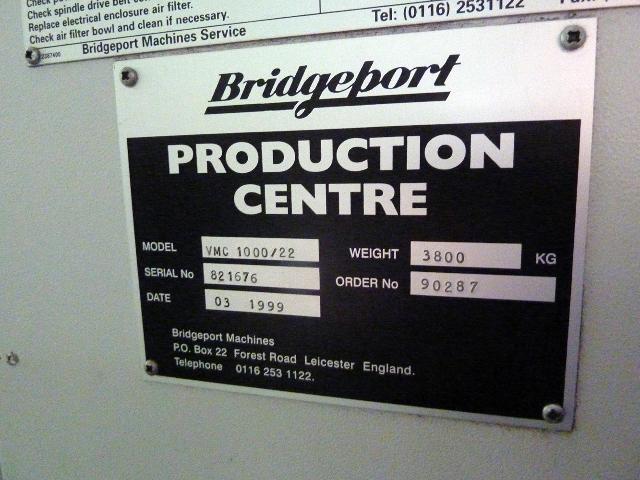 Check spindle drive belt
Replace electrical enclosure air filter.
Check air filter bowl and clean if necessary.
Bridgeport Machines Service
Tel: (0116) 2531122
Bridgeport
PRODUCTION
CENTRE
MODEL VMC 1000/22 WEIGHT 3800 KG
SERIAL No 821676 ORDER No 90287
DATE 03 1999
Bridgeport Machines
P.O. Box 22 Forest Road Leicester England.
Telephone 0116 253 1122.